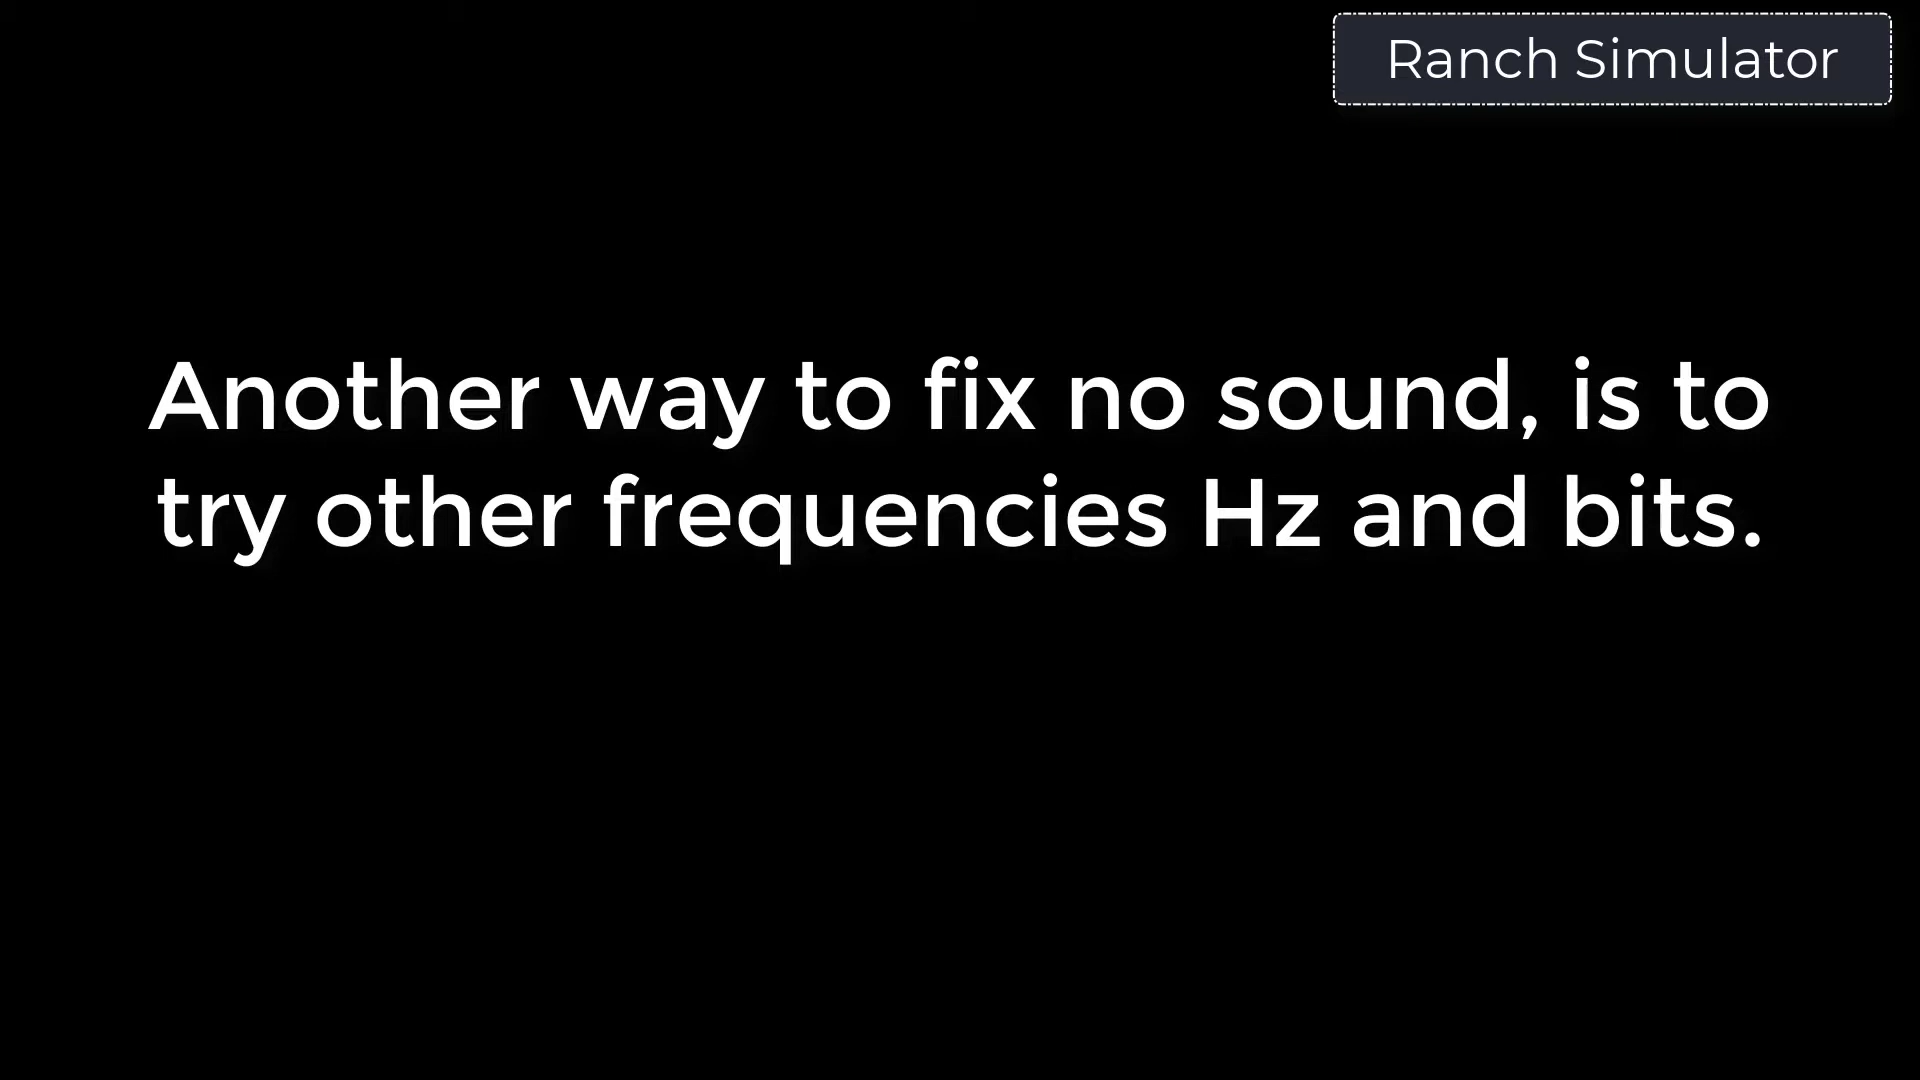 Ranch Simulator
Another way to fix no sound, is to
try other frequencies Hz and bits.